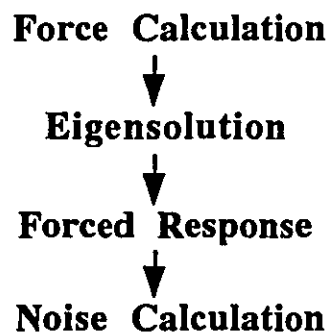 Force Calculation
Eigensolution
Forced Response
Noise Calculation